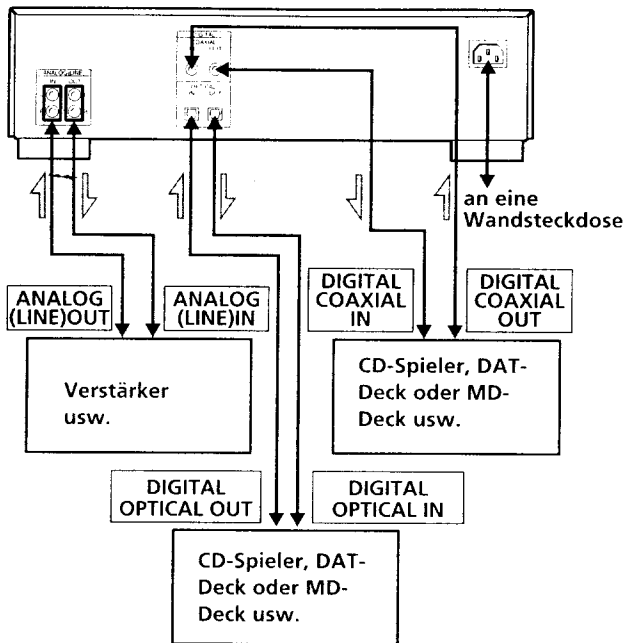 DIGITAL
COAXIAL
OUT
ANALOG(LINE)
IN OUT
OPTICAL
IN OUT
an eine
Wandsteckdose
ANALOG
(LINE)OUT
ANALOG
(LINE)IN
DIGITAL
COAXIAL
IN
DIGITAL
COAXIAL
OUT
Verstärker
usw.
CD-Spieler, DAT-
Deck oder MD-
Deck usw.
DIGITAL
OPTICAL OUT
DIGITAL
OPTICAL IN
CD-Spieler, DAT-
Deck oder MD-
Deck usw.